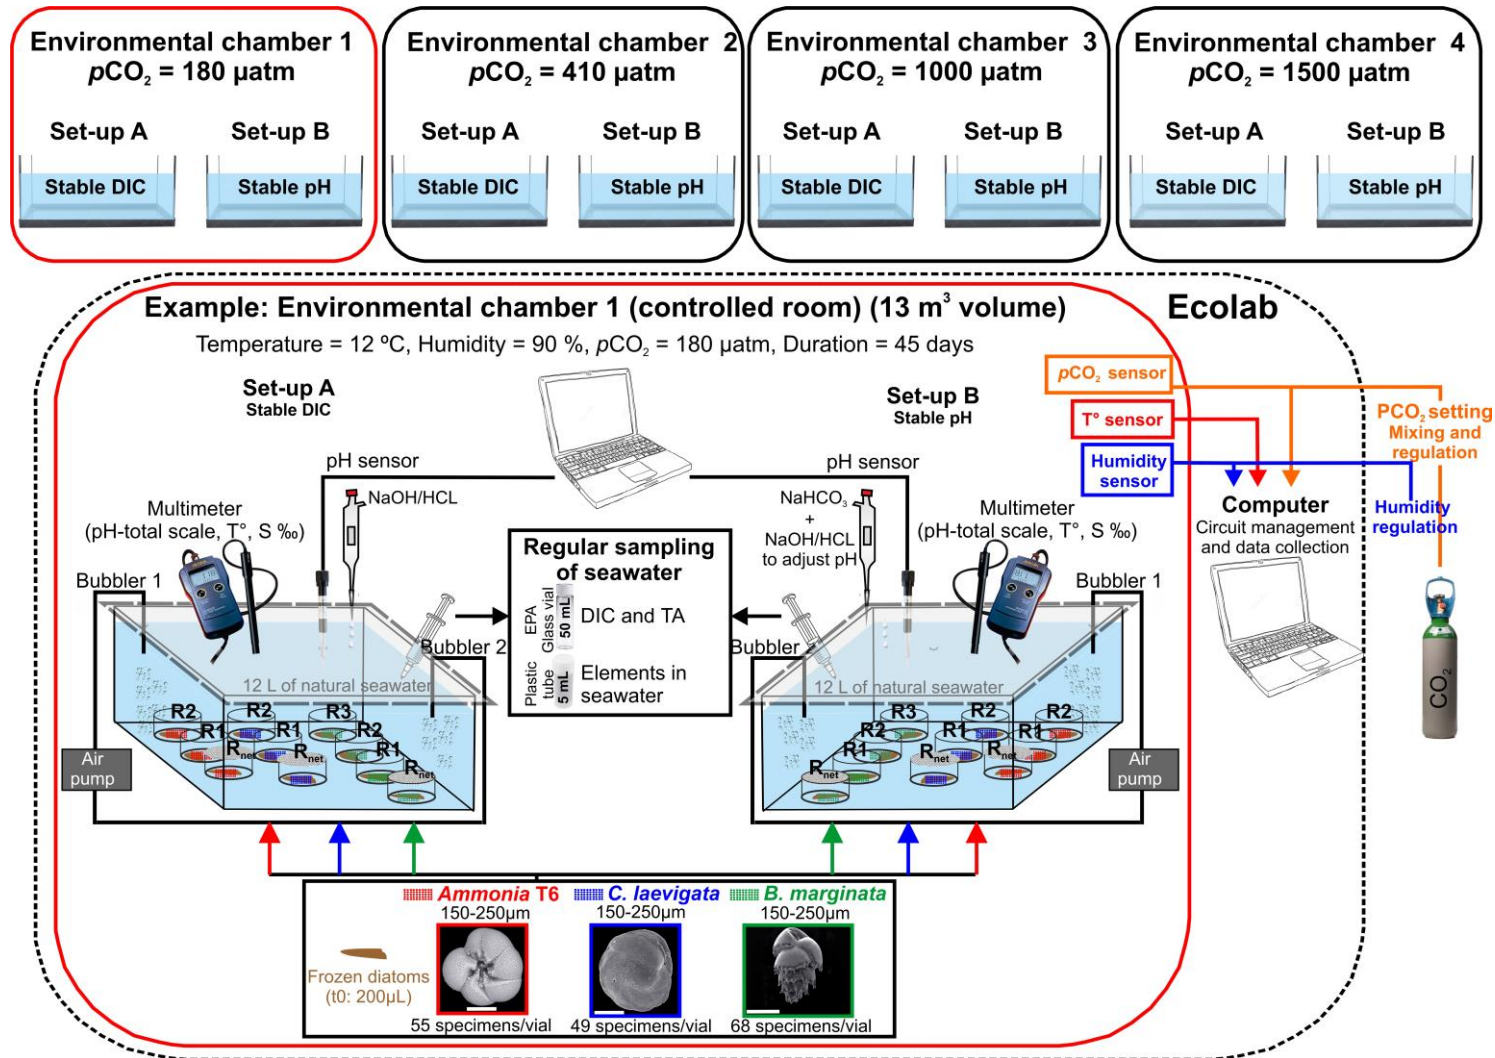 Environmental chamber 1
pCO₂ = 180 µatm
Set-up A
Set-up B
Stable DIC
Stable pH
Environmental chamber 2
pCO₂ = 410 µatm
Set-up A
Set-up B
Stable DIC
Stable pH
Environmental chamber 3
pCO₂ = 1000 µatm
Set-up A
Set-up B
Stable DIC
Stable pH
Environmental chamber 4
pCO₂ = 1500 µatm
Set-up A
Set-up B
Stable DIC
Stable pH
Example: Environmental chamber 1 (controlled room) (13 m³ volume)
Temperature = 12 ºC, Humidity = 90 %, pCO₂ = 180 µatm, Duration = 45 days
Ecolab
Set-up A
Stable DIC
Set-up B
Stable pH
pH sensor
pH sensor
NaOH/HCL
Multimeter
(pH-total scale, T°, S ‰)
Bubbler 1
Bubbler 2
12 L of natural seawater
R2
R2
R3
R1
R1
R2
R1
Rnet
Rnet
Rnet
Air
pump
Regular sampling
of seawater
EPA
Glass vial
50 mL
DIC and TA
Plastic
tube
5 mL
Elements in
seawater
NaHCO₃
+
NaOH/HCL
to adjust pH
Multimeter
(pH-total scale, T°, S ‰)
Bubbler 1
Bubbler
12 L of natural seawater
R3
R2
R2
R2
R1
R1
R1
Rnet
Rnet
Rnet
Air
pump
pCO₂ sensor
T° sensor
Humidity
sensor
PCO₂ setting
Mixing and
regulation
Humidity
regulation
Computer
Circuit management
and data collection
CO₂
Frozen diatoms
(t0: 200µL)
Ammonia T6
150-250µm
55 specimens/vial
C. laevigata
150-250µm
49 specimens/vial
B. marginata
150-250µm
68 specimens/vial